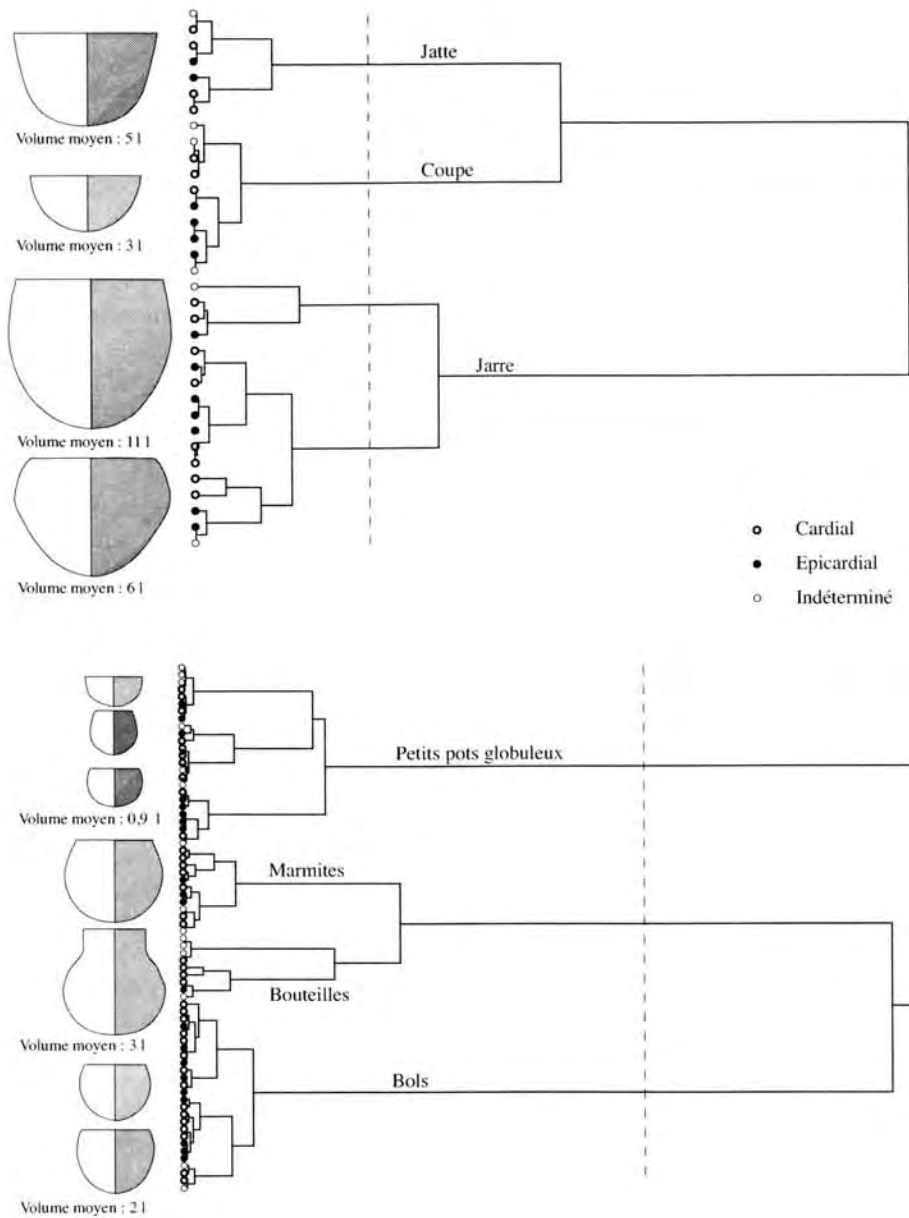 Jatte
Volume moyen : 5 l
Coupe
Volume moyen : 3 l
Jarre
Volume moyen : 11 l
Cardial
Epicardial
Indéterminé
Volume moyen : 6 l
Petits pots globuleux
Volume moyen : 0,9 l
Marmites
Bouteilles
Volume moyen : 3 l
Bols
Volume moyen : 2 l